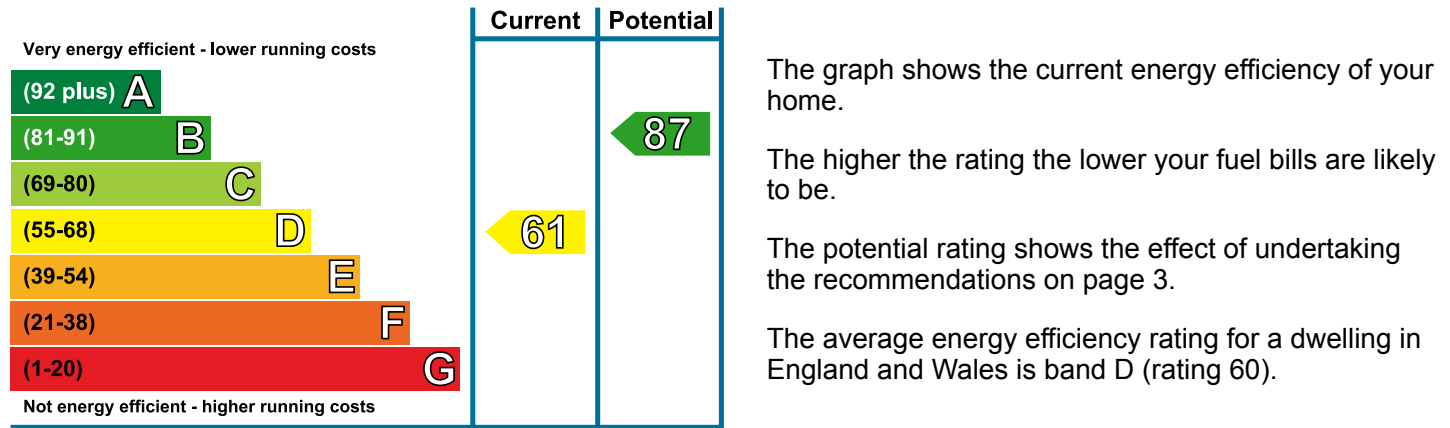 Current Potential
Very energy efficient - lower running costs
(92 plus) A
(81-91) B
87
(69-80) C
(55-68) D
61
(39-54) E
(21-38) F
(1-20) G
Not energy efficient - higher running costs
The graph shows the current energy efficiency of your
home.
The higher the rating the lower your fuel bills are likely
to be.
The potential rating shows the effect of undertaking
the recommendations on page 3.
The average energy efficiency rating for a dwelling in
England and Wales is band D (rating 60).